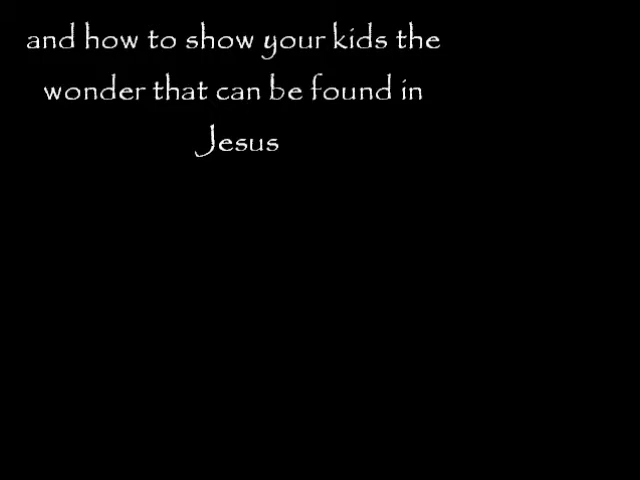 and how to show your kids the
wonder that can be found in
Jesus